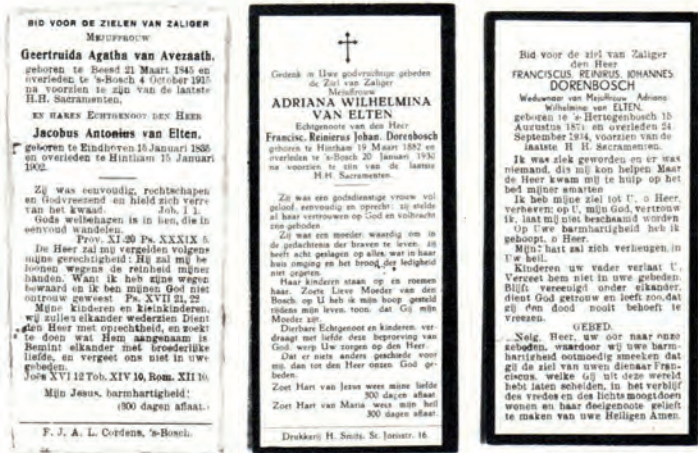 BID VOOR DE ZIELEN VAN ZALIGER
MEJUFFROUW
Geertruida Agatha van Avezaath,
geboren te Beesd 21 Maart 1845 en
overleden te 's-Bosch 4 October 1915
na voorzien te zijn van de laatste
H.H. Sacramenten,
EN HAREN ECHTGENOOT DEN HEER
Jacobus Antonius van Elten,
geboren te Eindhoven 15 Januari 1835
en overleden te Hintham 15 Januari
1902.
Zij was eenvoudig, rechtschapen
en Godvreezend en hield zich verre
van het kwaad. Job. 1 1.
Gods welbehagen is in hen, die in
eenvoud wandelen.
Prov. XI:20 Ps. XXXIX 8.
De Heer zal mij vergelden volgens
mijne gerechtigheid: Hij zal mij be
loonen wegens de reinheid mijner
handen. Want ik heb zijne wegen
bewaard en ik ben mijnen God niet
ontrouw geweest Ps. XVII 21, 22
Mijne kinderen en kleinkinderen,
wij zullen elkander wederzien Dient
den Heer met oprechtheid, en zoekt
te doen wat Hem aangenaam is
Bemint elkander met broederlijke
liefde, en vergeet ons niet in uwe
gebeden.
Joës XVI 12 Tob. XIV 10, Rom. XII 10.
Mijn Jesus, barmhartigheid!
(300 dagen aflaat.)
F. J. A. L. Cordens, 's-Bosch.
Gedenk in Uwe godvruchtige gebeden
de Ziel van Zaliger
Mejuffrouw
ADRIANA WILHELMINA
VAN ELTEN
Echtgenoote van den Heer
Francisc. Reinierus Johan. Dorenbosch
geboren te Hintham 19 Maart 1882 en
overleden te 's-Bosch 20 Januari 1930
na voorzien te zijn van de laatste
H.H. Sacramenten.
Zij was een godsdienstige vrouw vol
geloof, eenvoudig en oprecht; zij stelde
al haar vertrouwen op God en volbracht
zijn geboden.
Zij was een moeder, waardig om in
de gedachtenis der braven te leven; zij
heeft acht geslagen op alles, wat in haar
huis omging en het brood der ledigheid
niet gegeten.
Haar kinderen staan op en roemen
haar. Zoete Lieve Moeder van den
Bosch, op U heb ik mijn hoop gesteld
tijdens mijn leven, toon, dat Gij mijn
Moeder zijt.
Dierbare Echtgenoot en kinderen, ver-
draagt met liefde deze beproeving van
God, werp Uw zorgen op den Heer.
Dat er niets anders geschiede voor
mij, dan tot den Heer onzen God ge-
beden.
Zoet Hart van Jezus wees mijne liefde
300 dagen aflaat.
Zoet Hart van Maria wees mijn heil
300 dagen aflaat.
Drukkerij H. Smits, St. Jorisstr. 16
Bid voor de ziel van Zaliger
den Heer
FRANCISCUS, REINIRUS, JOHANNES,
DORENBOSCH
Weduwnaar van Mejuffrouw Adriana
Wilhelmina van ELTEN.
geboren te 's-Hertogenbosch 15
Augustus 1871 en overleden 24
September 1934, voorzien van de
laatste H H. Sacramenten.
Ik was ziek geworden en er was
niemand, die mij kon helpen Maar
de Heer kwam mij te hulp op het
bed mijner smarten
Ik heb mijne ziel tot U, o Heer,
verheven; op U, mijn God, vertrouw
ik, laat mij niet beschaamd worden
Op Uwe barmhartigheid heb ik
gehoopt, o Heer.
Mijn hart zal zich verheugen in
Uw heil.
Kinderen uw vader verlaat U,
Vergeet hem niet in uwe gebeden.
Blijft vereenigd onder elkander,
dient God getrouw en leeft zoo, dat
gij den dood nooit behoeft te
vreezen.
GEBED.
Neig, Heer, uw oor naar onze
gebeden, waardoor wij uwe barm-
hartigheid ootmoedig smeeken dat
gij de ziel van uwen dienaar Fran-
ciscus, welke Gij uit deze wereld
hebt laten scheiden, in het verblijf
des vredes en des lichts moogt doen
wonen en haar deelgenoote gelieft
te maken van uwe Heiligen Amen.